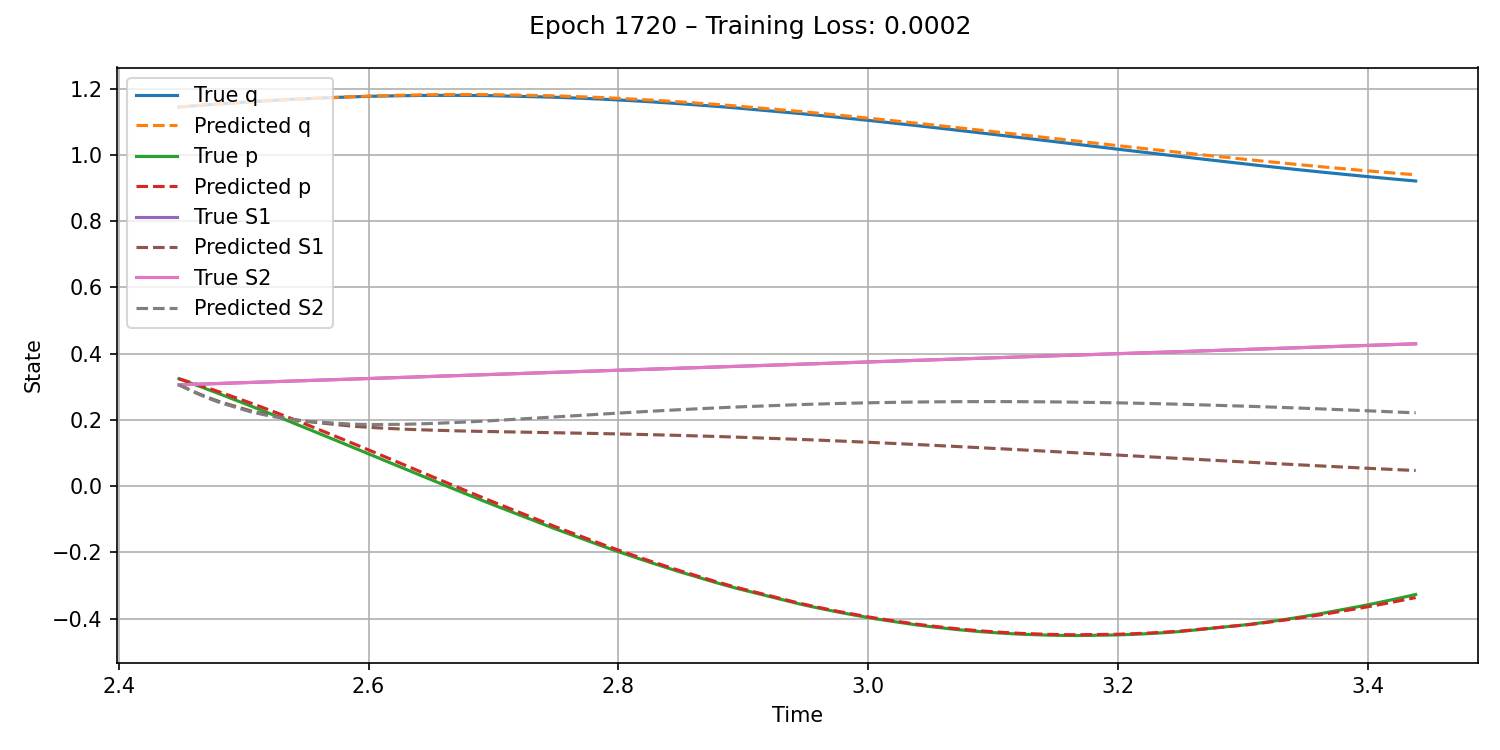 Epoch 1720 – Training Loss: 0.0002
1.2
1.0
0.8
0.6
0.4
0.2
0.0
−0.2
−0.4
State
True q
Predicted q
True p
Predicted p
True S1
Predicted S1
True S2
Predicted S2
2.4 2.6 2.8 3.0 3.2 3.4
Time